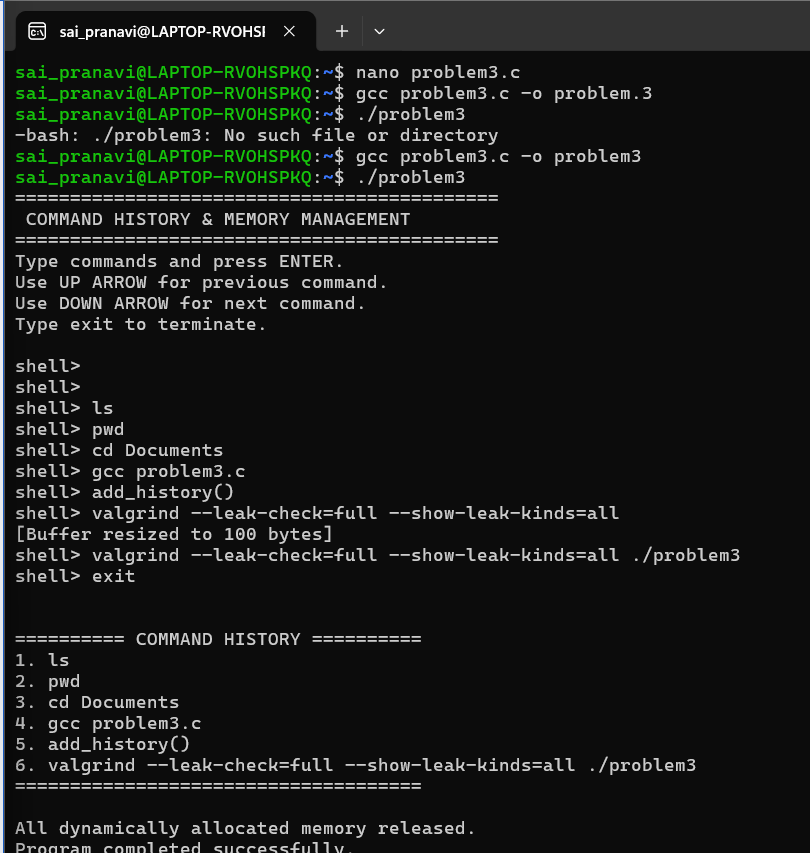 sai_pranavi@LAPTOP-RVOHSI
sai_pranavi@LAPTOP-RVOHSPKQ:~$ nano problem3.c
sai_pranavi@LAPTOP-RVOHSPKQ:~$ gcc problem3.c -o problem.3
sai_pranavi@LAPTOP-RVOHSPKQ:~$ ./problem3
-bash: ./problem3: No such file or directory
sai_pranavi@LAPTOP-RVOHSPKQ:~$ gcc problem3.c -o problem3
sai_pranavi@LAPTOP-RVOHSPKQ:~$ ./problem3
============================================
 COMMAND HISTORY & MEMORY MANAGEMENT
============================================
Type commands and press ENTER.
Use UP ARROW for previous command.
Use DOWN ARROW for next command.
Type exit to terminate.

shell>
shell>
shell> ls
shell> pwd
shell> cd Documents
shell> gcc problem3.c
shell> add_history()
shell> valgrind --leak-check=full --show-leak-kinds=all
[Buffer resized to 100 bytes]
shell> valgrind --leak-check=full --show-leak-kinds=all ./problem3
shell> exit


========== COMMAND HISTORY ==========
1. ls
2. pwd
3. cd Documents
4. gcc problem3.c
5. add_history()
6. valgrind --leak-check=full --show-leak-kinds=all ./problem3
=====================================

All dynamically allocated memory released.
Program completed successfully.